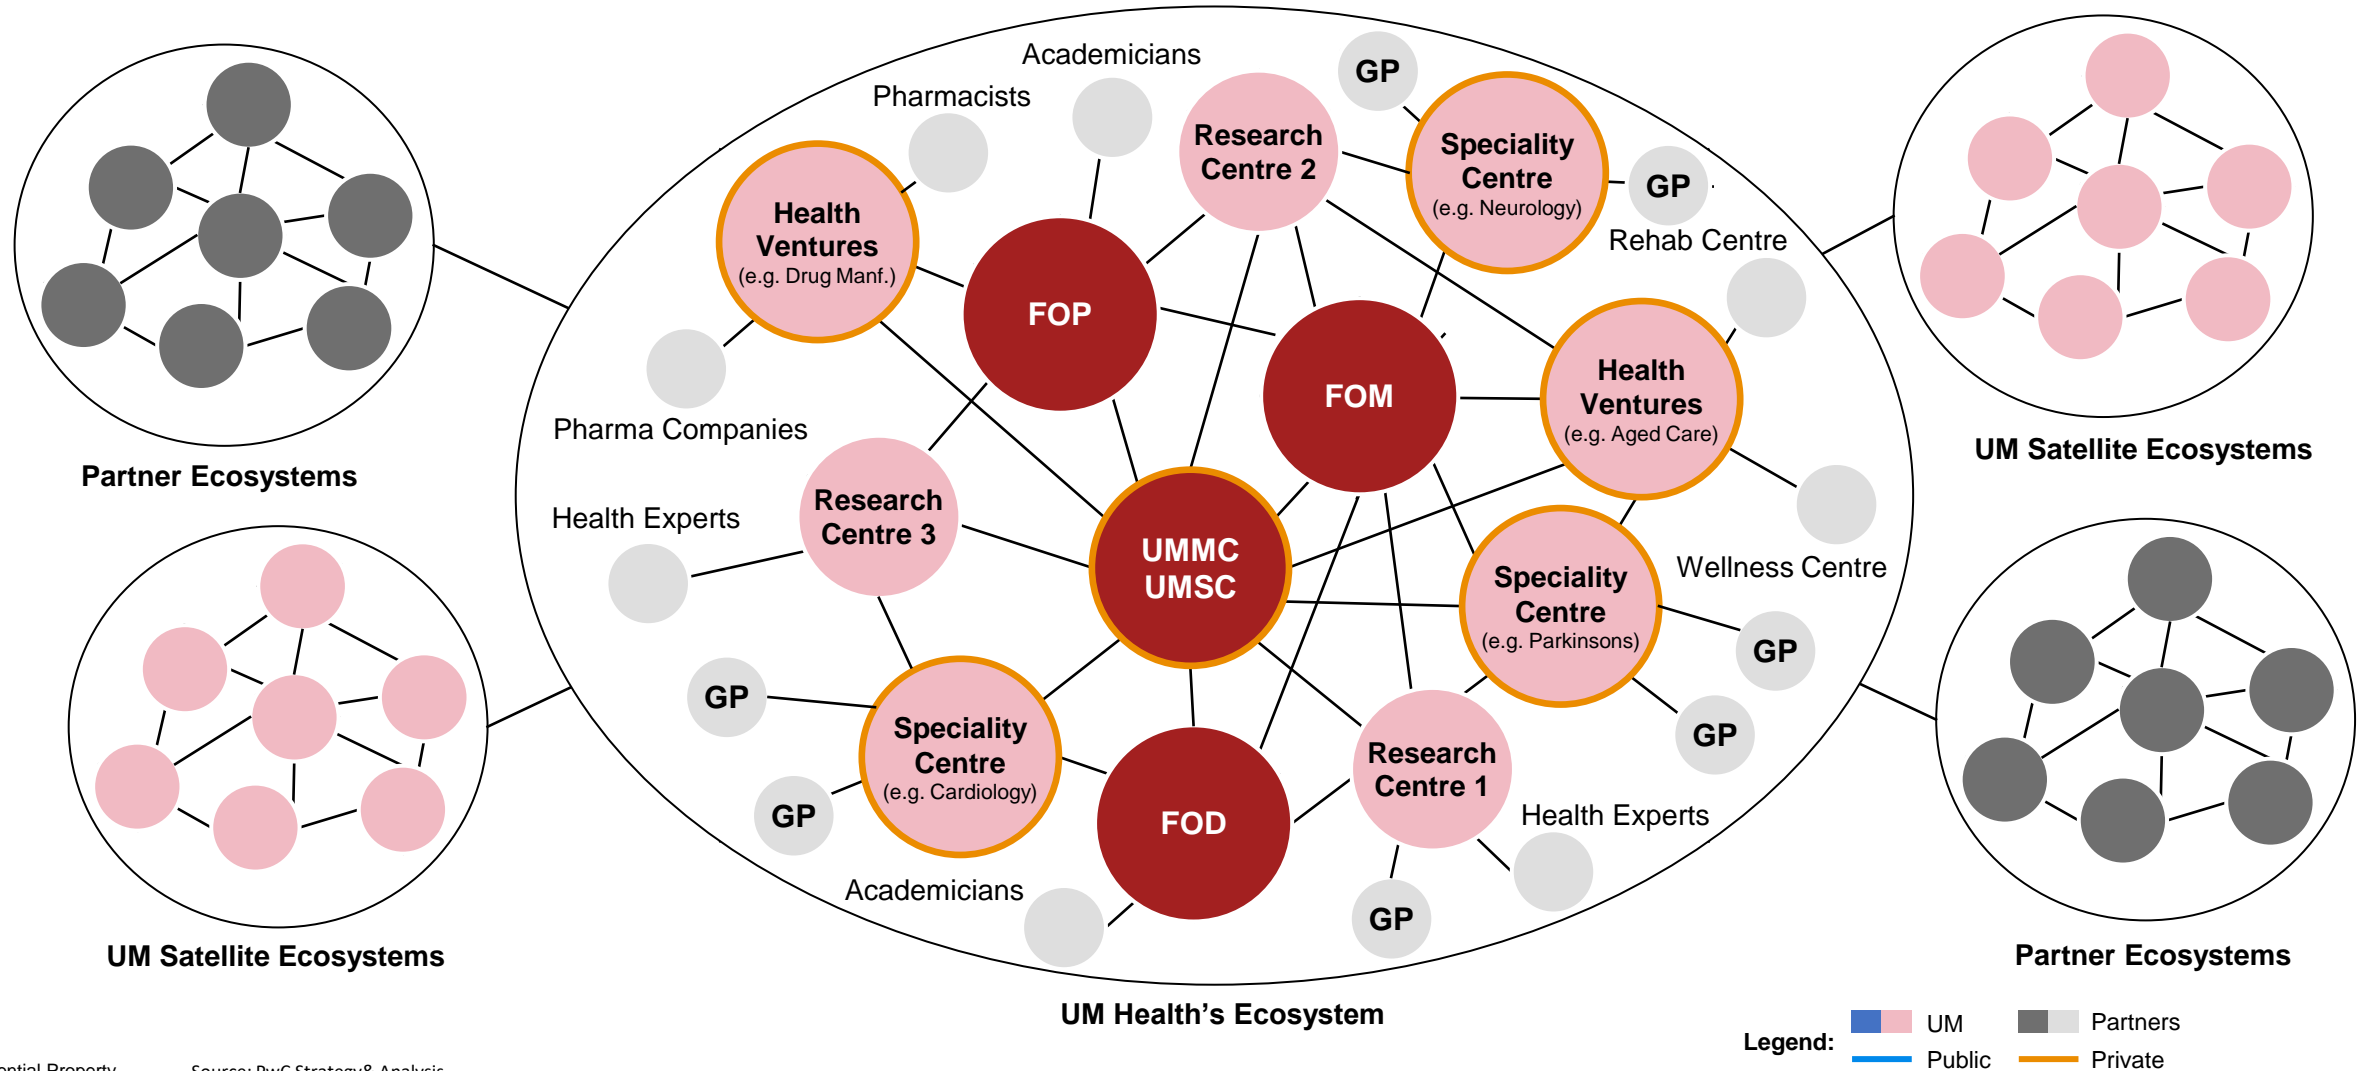 Academicians
Pharmacists
GP
Research
Centre 2
Speciality
Centre
(e.g. Neurology)
GP
Rehab Centre
Health
Ventures
(e.g. Drug Manf.)
FOP
FOM
Health
Ventures
(e.g. Aged Care)
Pharma Companies
Partner Ecosystems
UM Satellite Ecosystems
Health Experts
Research
Centre 3
UMMC
UMSC
Speciality
Centre
(e.g. Parkinsons)
Wellness Centre
GP
GP
GP
GP
Speciality
Centre
(e.g. Cardiology)
FOD
Research
Centre 1
Health Experts
Academicians
GP
UM Satellite Ecosystems
Partner Ecosystems
UM Health's Ecosystem
Legend:
UM
Partners
Public
Private
Property
Source: PwC Strategy& Analysis